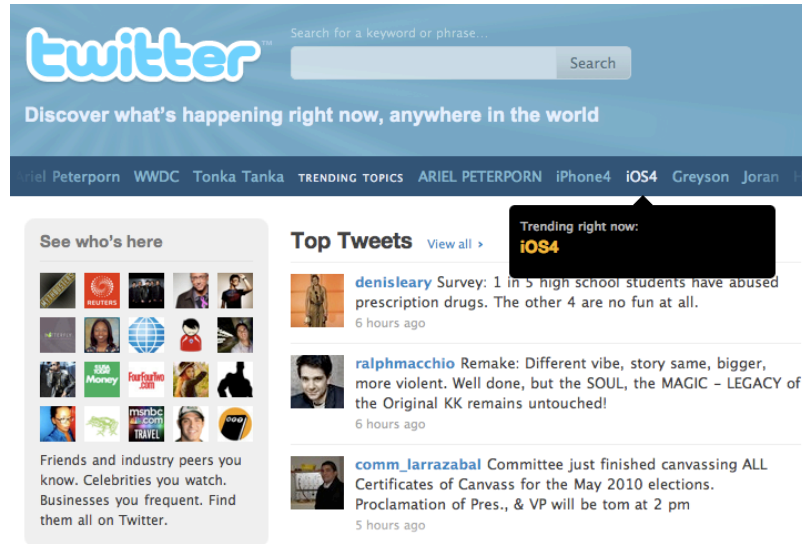 twitter™
Search for a keyword or phrase...
Search
Discover what's happening right now, anywhere in the world
Ariel Peterporn WWDC Tonka Tanka TRENDING TOPICS ARIEL PETERPORN iPhone4 iOS4 Greyson Joran H
Trending right now:
iOS4
See who's here
REUTERS
Money
FourFourTwo
.com
msnbc
.com
TRAVEL
Friends and industry peers you
know. Celebrities you watch.
Businesses you frequent. Find
them all on Twitter.
Top Tweets View all ›
denisleary Survey: 1 in 5 high school students have abused
prescription drugs. The other 4 are no fun at all.
6 hours ago
ralphmacchio Remake: Different vibe, story same, bigger,
more violent. Well done, but the SOUL, the MAGIC – LEGACY of
the Original KK remains untouched!
6 hours ago
comm_larrazabal Committee just finished canvassing ALL
Certificates of Canvass for the May 2010 elections.
Proclamation of Pres., & VP will be tom at 2 pm
5 hours ago